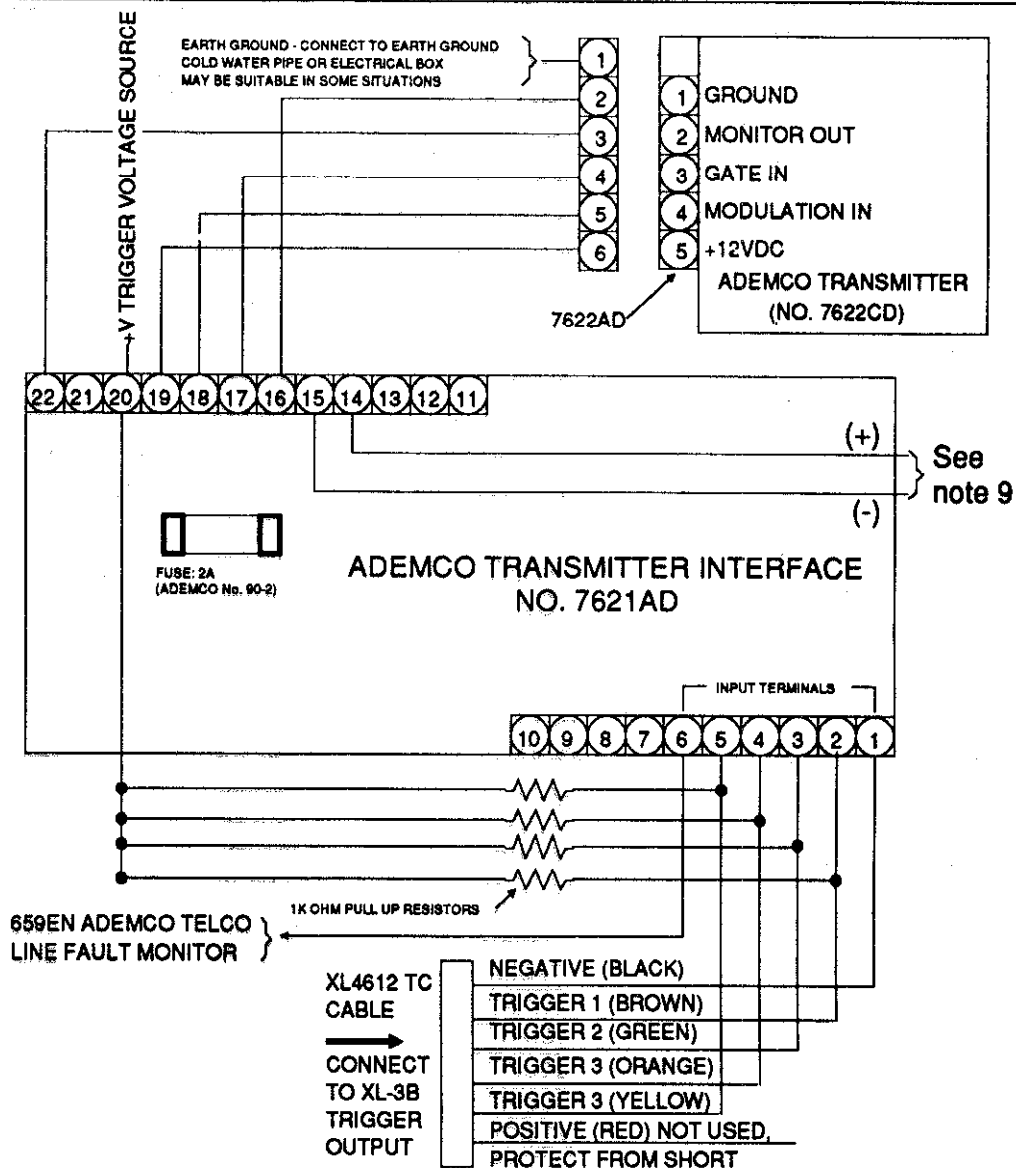 +V TRIGGER VOLTAGE SOURCE
EARTH GROUND - CONNECT TO EARTH GROUND
COLD WATER PIPE OR ELECTRICAL BOX
MAY BE SUITABLE IN SOME SITUATIONS
1
2
3
4
5
6
1 GROUND
2 MONITOR OUT
3 GATE IN
4 MODULATION IN
5 +12VDC
ADEMCO TRANSMITTER
(NO. 7622CD)
7622AD
22 21 20 19 18 17 16 15 14 13 12 11
(+)
(-)
See
note 9
FUSE: 2A
(ADEMCO No. 90-2)
ADEMCO TRANSMITTER INTERFACE
NO. 7621AD
INPUT TERMINALS
10 9 8 7 6 5 4 3 2 1
1K OHM PULL UP RESISTORS
659EN ADEMCO TELCO
LINE FAULT MONITOR
XL4612 TC
CABLE
CONNECT
TO XL-3B
TRIGGER
OUTPUT
NEGATIVE (BLACK)
TRIGGER 1 (BROWN)
TRIGGER 2 (GREEN)
TRIGGER 3 (ORANGE)
TRIGGER 3 (YELLOW)
POSITIVE (RED) NOT USED,
PROTECT FROM SHORT